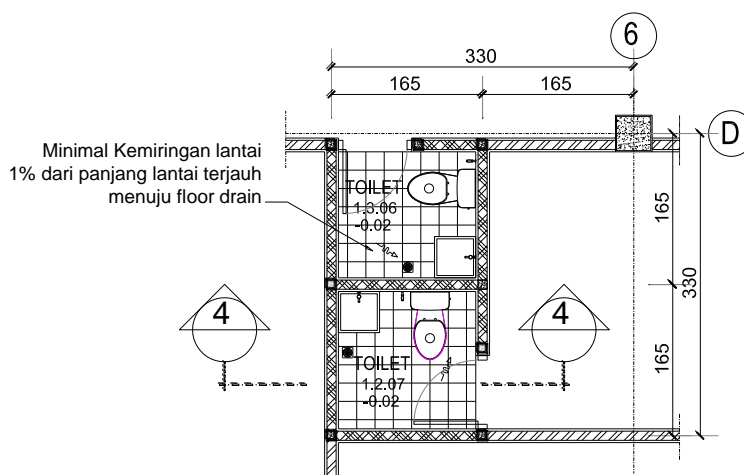 6
330
165
165
D
Minimal Kemiringan lantai
1% dari panjang lantai terjauh
menuju floor drain
TOILET
1.3.06
-0.02
165
330
165
4
4
TOILET
1.2.07
-0.02